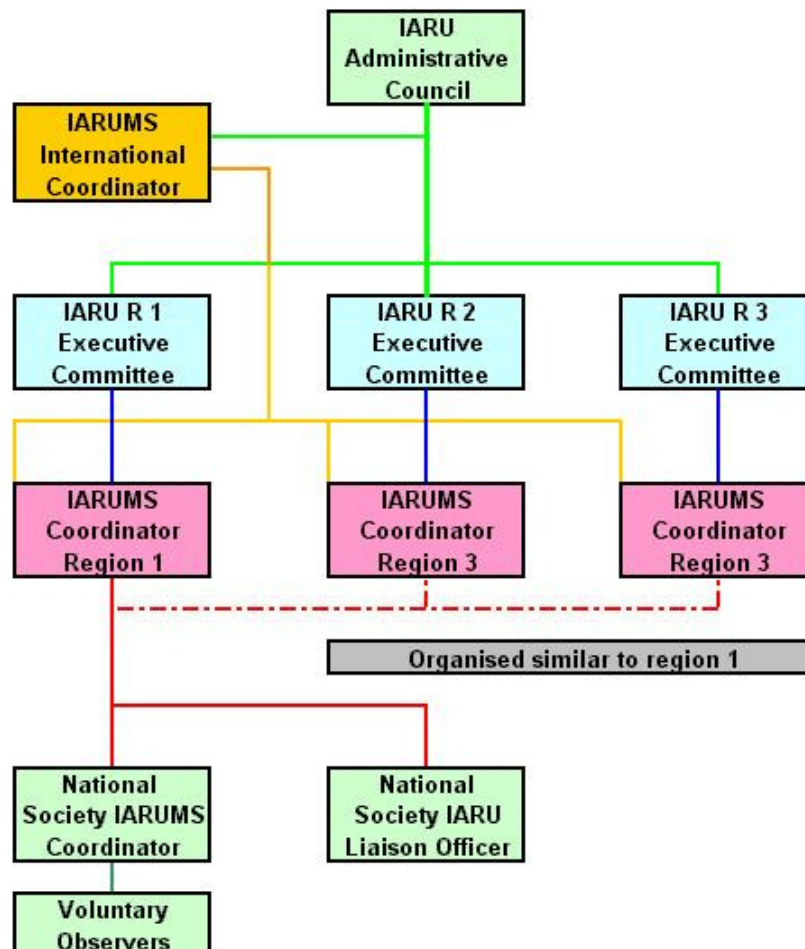 IARU
Administrative
Council
IARUMS
International
Coordinator
IARU R 1
Executive
Committee
IARU R 2
Executive
Committee
IARU R 3
Executive
Committee
IARUMS
Coordinator
Region 1
IARUMS
Coordinator
Region 3
IARUMS
Coordinator
Region 3
Organised similar to region 1
National
Society IARUMS
Coordinator
National
Society IARU
Liaison Officer
Voluntary
Observers